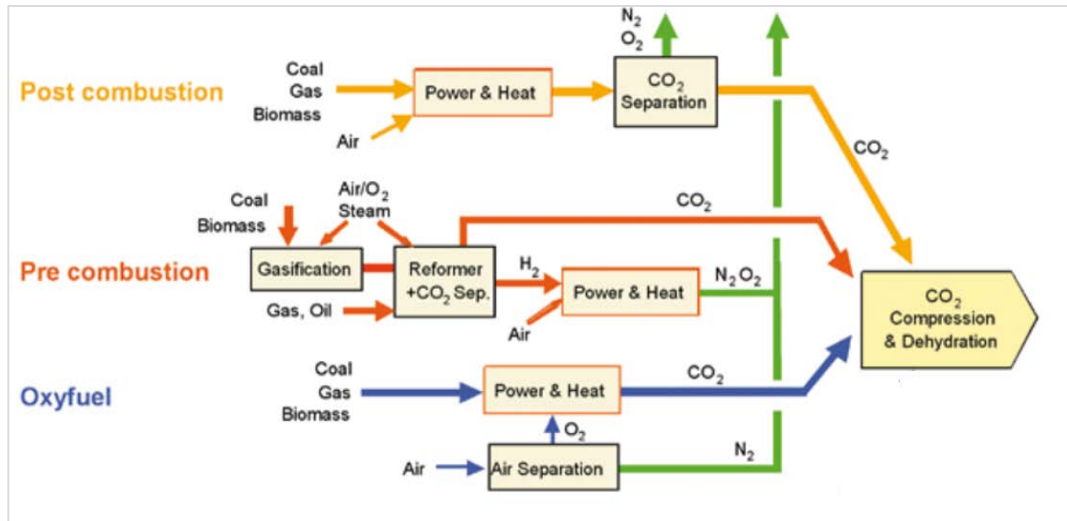 N₂
O₂
Coal
Gas
Biomass
Post combustion
Power & Heat
CO₂
Separation
Air
CO₂
Coal
Biomass
Air/O₂
Steam
CO₂
Pre combustion
Gasification
Reformer
+CO₂ Sep.
H₂
Power & Heat
N₂ O₂
Gas, Oil
Air
CO₂
Compression
& Dehydration
Oxyfuel
Coal
Gas
Biomass
Power & Heat
CO₂
O₂
Air
Air Separation
N₂